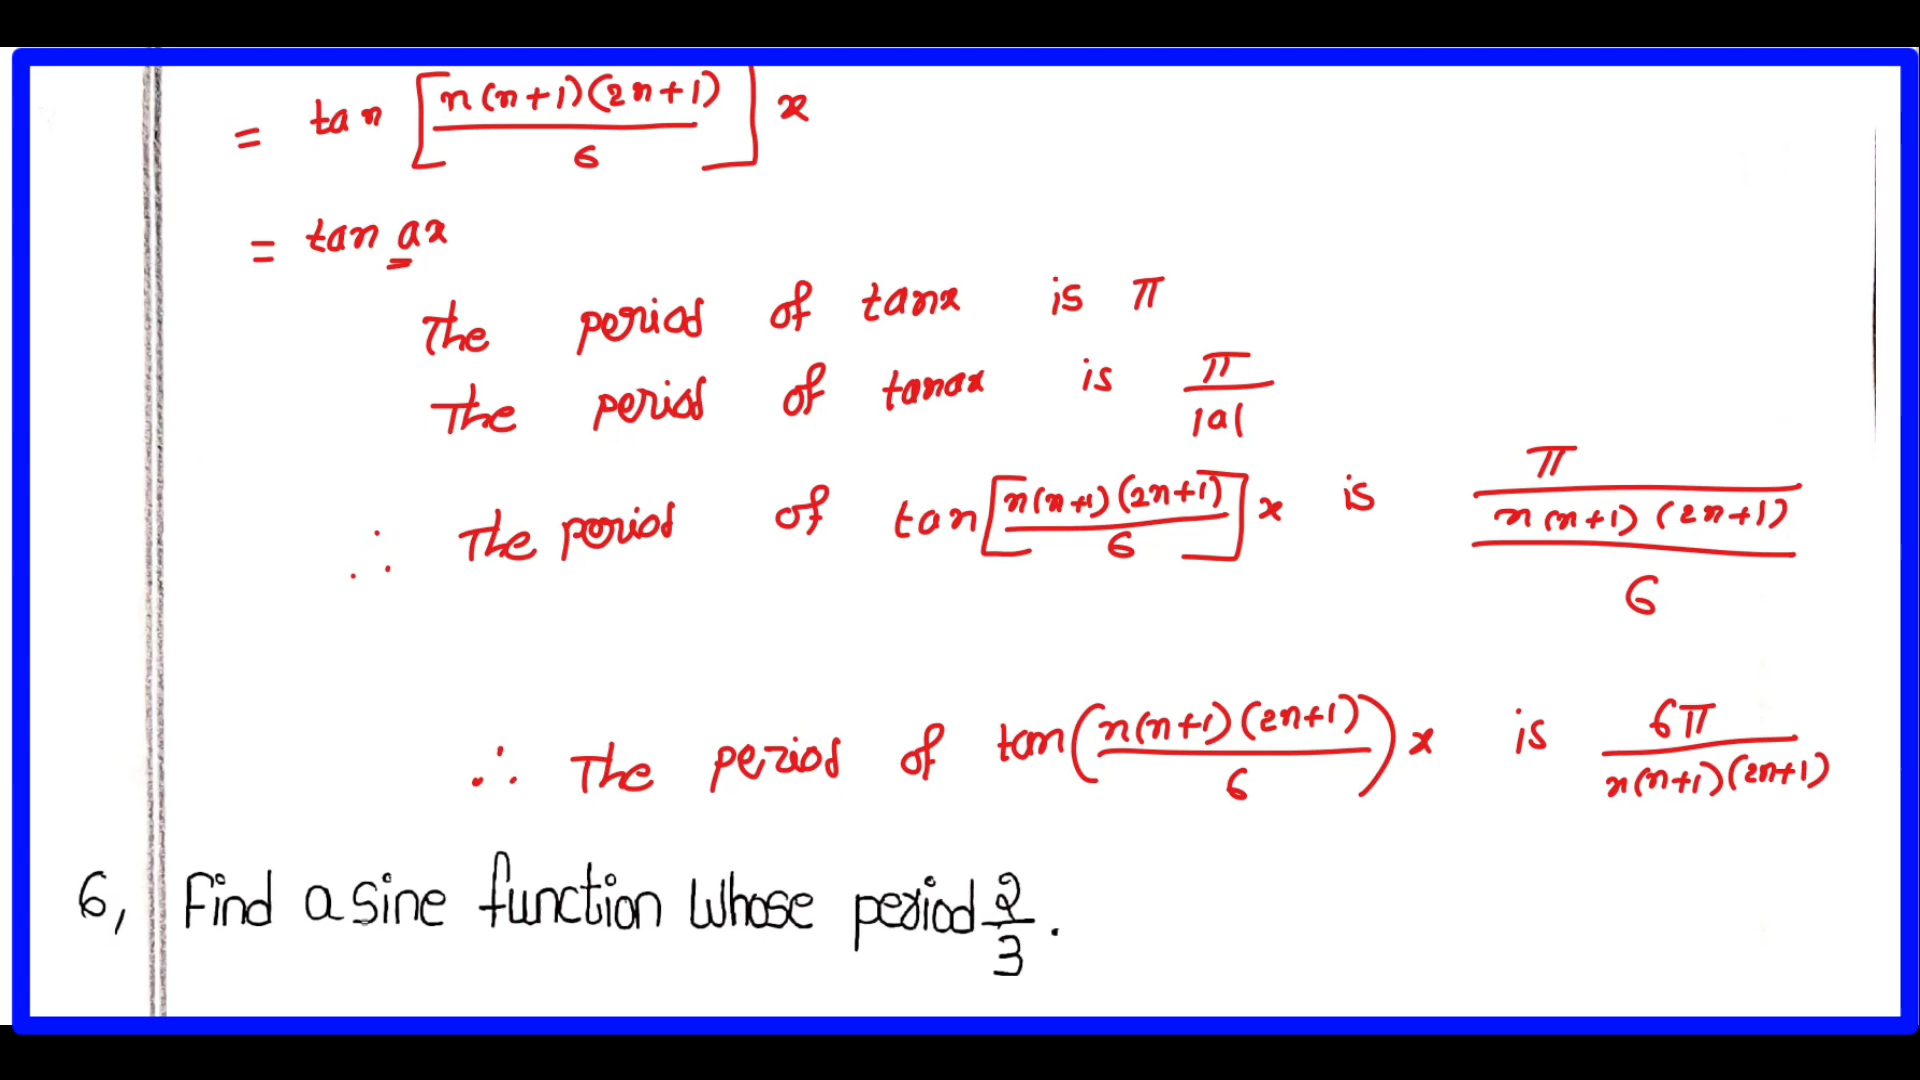 = tan [n(n+1)(2n+1)/6] x
= tan ax
The period of tanx is π
The period of tanax is π/|a|
∴ The period of tan[n(n+1)(2n+1)/6]x is π/n(n+1)(2n+1)/6
∴ The period of tan(n(n+1)(2n+1)/6)x is 6π/n(n+1)(2n+1)
6, Find a sine function whose period 2/3.